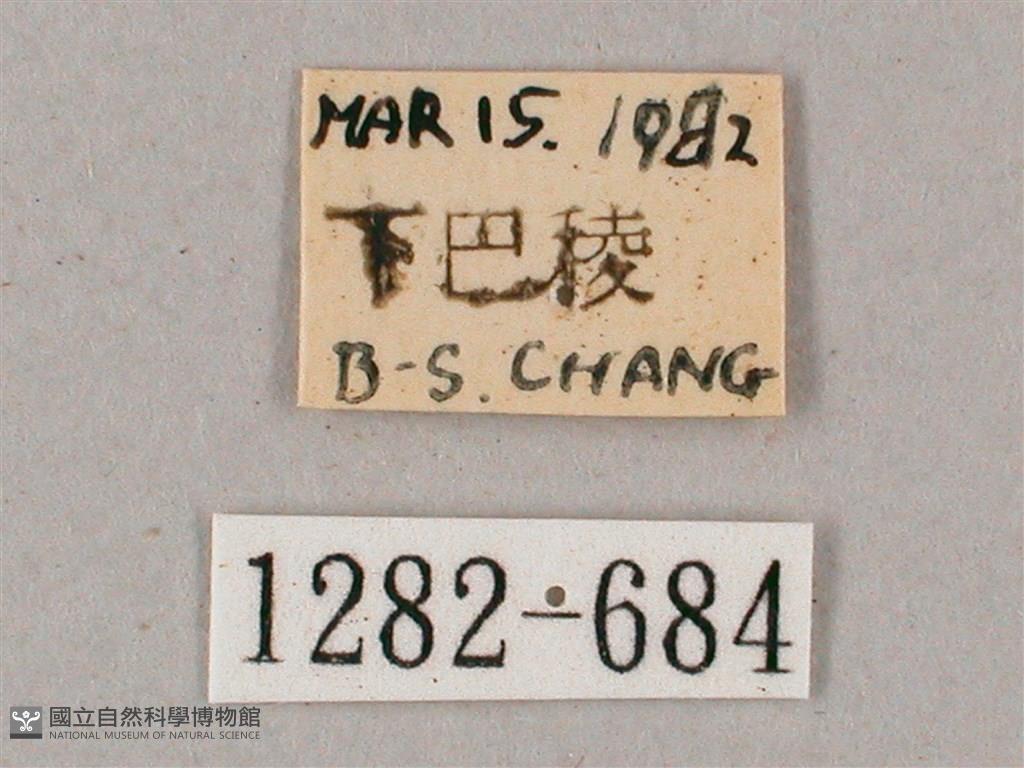 MAR 15. 1982
下巴稜
B-S. CHANG
1282-684
國立自然科學博物館
NATIONAL MUSEUM OF NATURAL SCIENCE